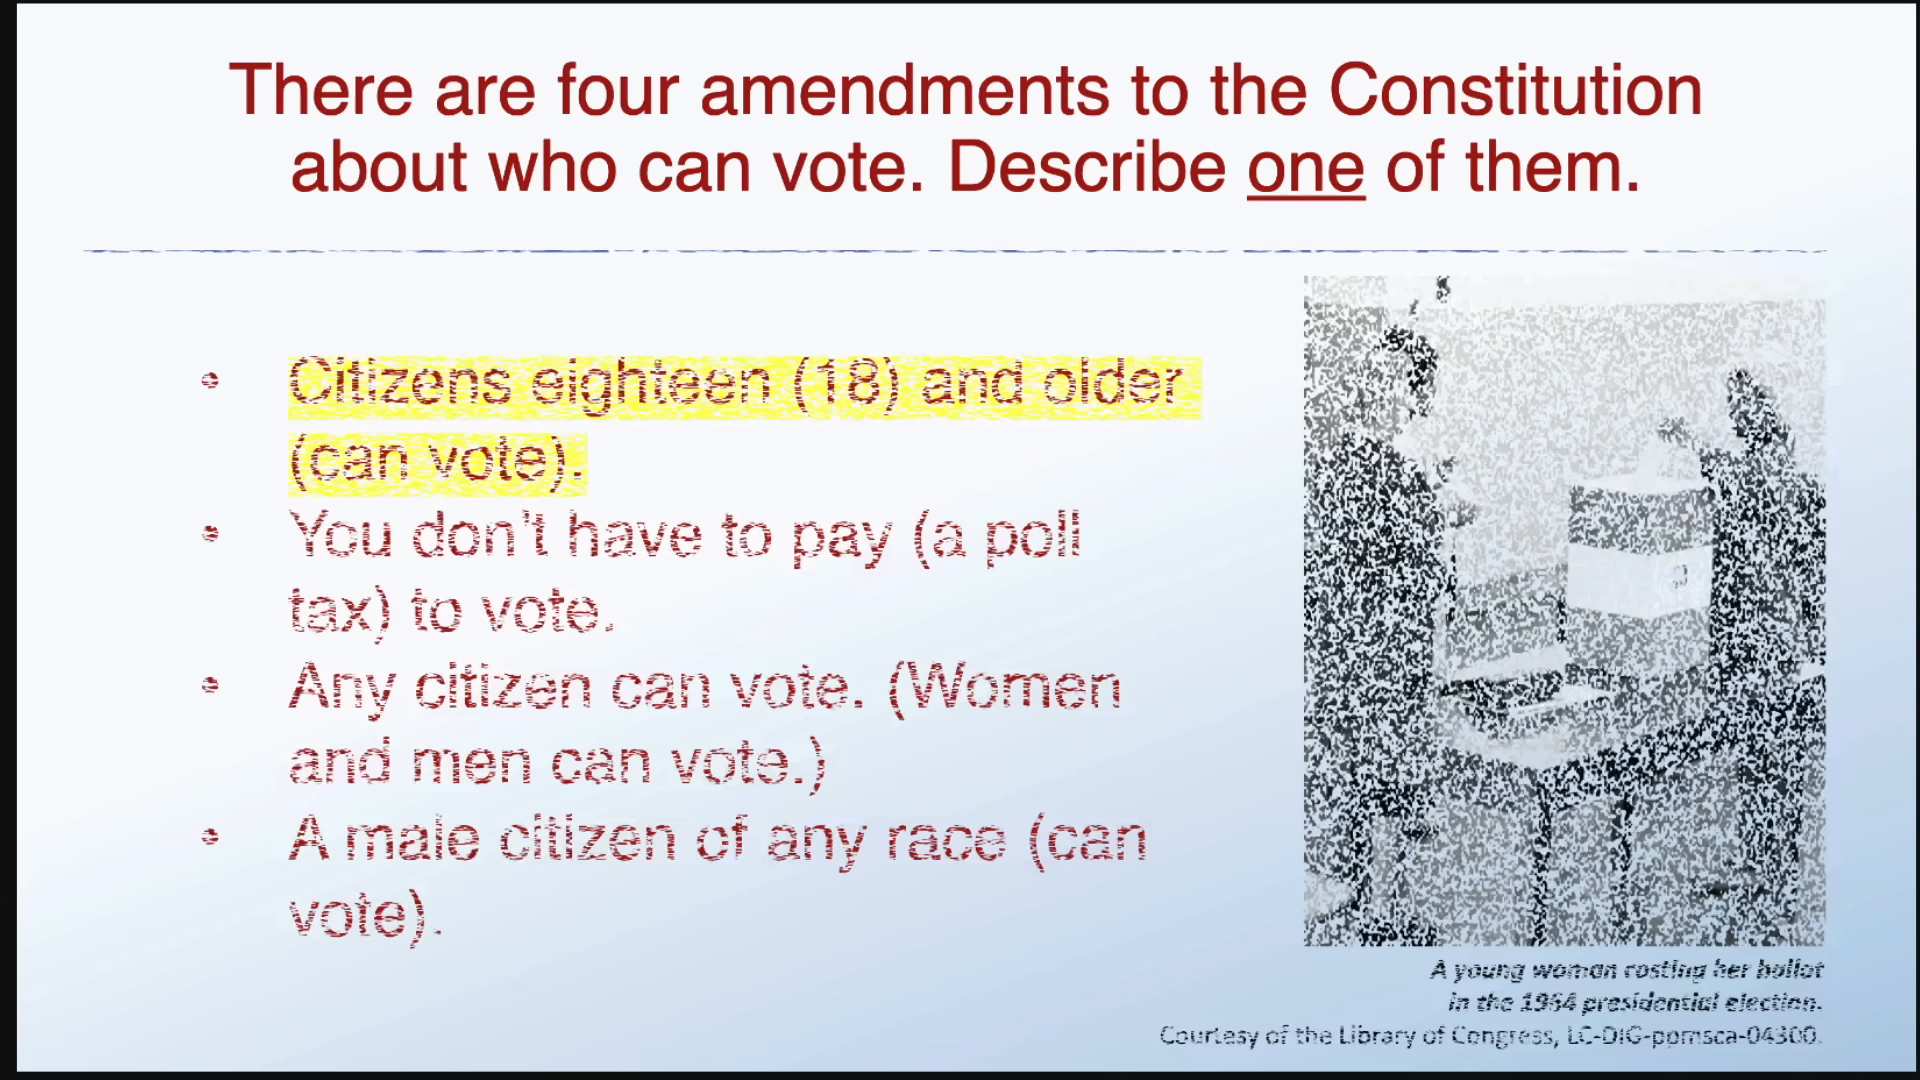 There are four amendments to the Constitution
about who can vote. Describe one of them.
• Citizens eighteen (18) and older
(can vote).
• You don't have to pay (a poll
tax) to vote.
• Any citizen can vote. (Women
and men can vote.)
• A male citizen of any race (can
vote).
A young woman casting her ballot
in the 1964 presidential election.
Courtesy of the Library of Congress, LC-DIG-ppmsca-04300.